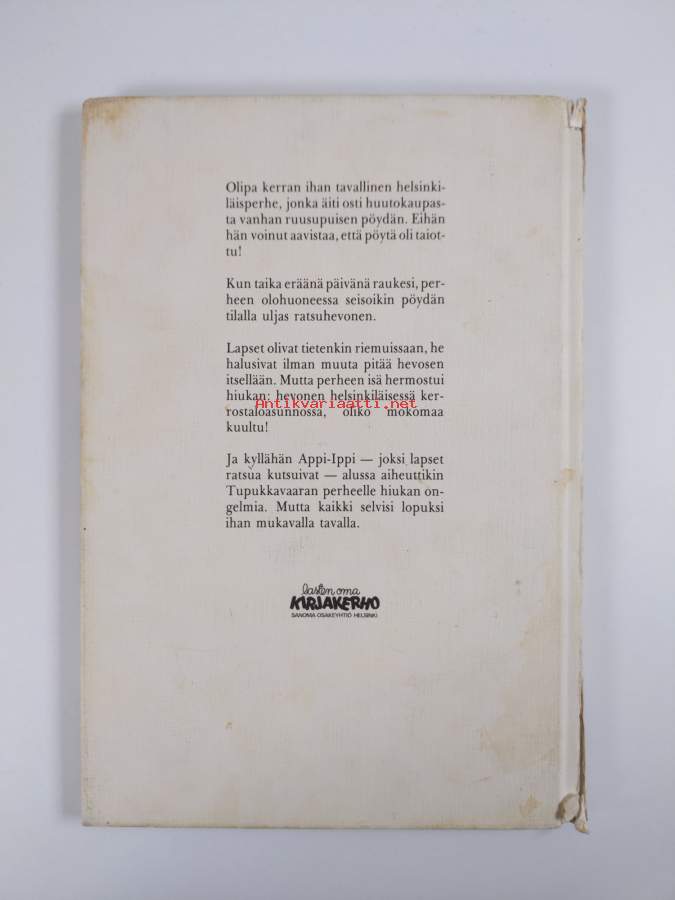 Olipa kerran ihan tavallinen helsinki-
läisperhe, jonka äiti osti huutokaupas-
ta vanhan ruusupuisen pöydän. Eihän
hän voinut aavistaa, että pöytä oli taiot-
tu!
Kun taika eräänä päivänä raukesi, per-
heen olohuoneessa seisoikin pöydän
tilalla uljas ratsuhevonen.
Lapset olivat tietenkin riemuissaan, he
halusivat ilman muuta pitää hevosen
itsellään. Mutta perheen isä hermostui
hiukan: hevonen helsinkiläisessä ker-
Antikvariaatti.net
rostaloasunnossa, oliko mokomaa
kuultu!
Ja kyllähän Appi-Ippi — joksi lapset
ratsua kutsuivat — alussa aiheuttikin
Tupukkavaaran perheelle hiukan on-
gelmia. Mutta kaikki selvisi lopuksi
ihan mukavalla tavalla.
lasten oma
KIRJAKERHO
SANOMA OSAKEYHTIÖ HELSINKI